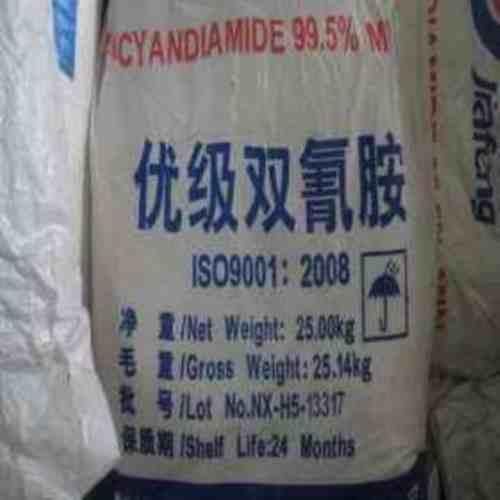 ICYANDIAMIDE 99.5% M
优级双氰胺
ISO9001: 2008
净 重/Net Weight: 25.00kg
毛 重/Gross Weight:25.14kg
批 号/Lot No.NX-H5-13317
保质期/Shelf Life:24 Months
Jiafeng